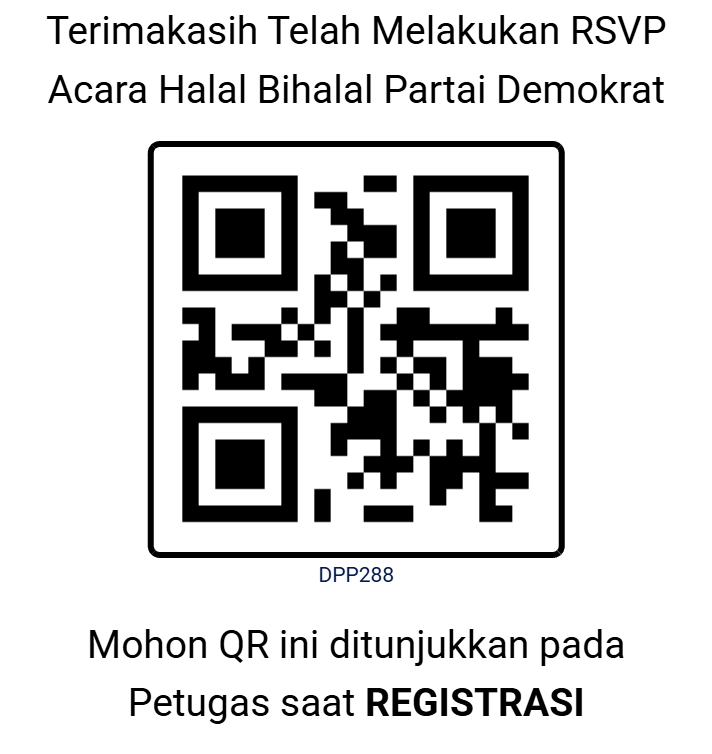 Terimakasih Telah Melakukan RSVP
Acara Halal Bihalal Partai Demokrat
DPP288
Mohon QR ini ditunjukkan pada
Petugas saat REGISTRASI